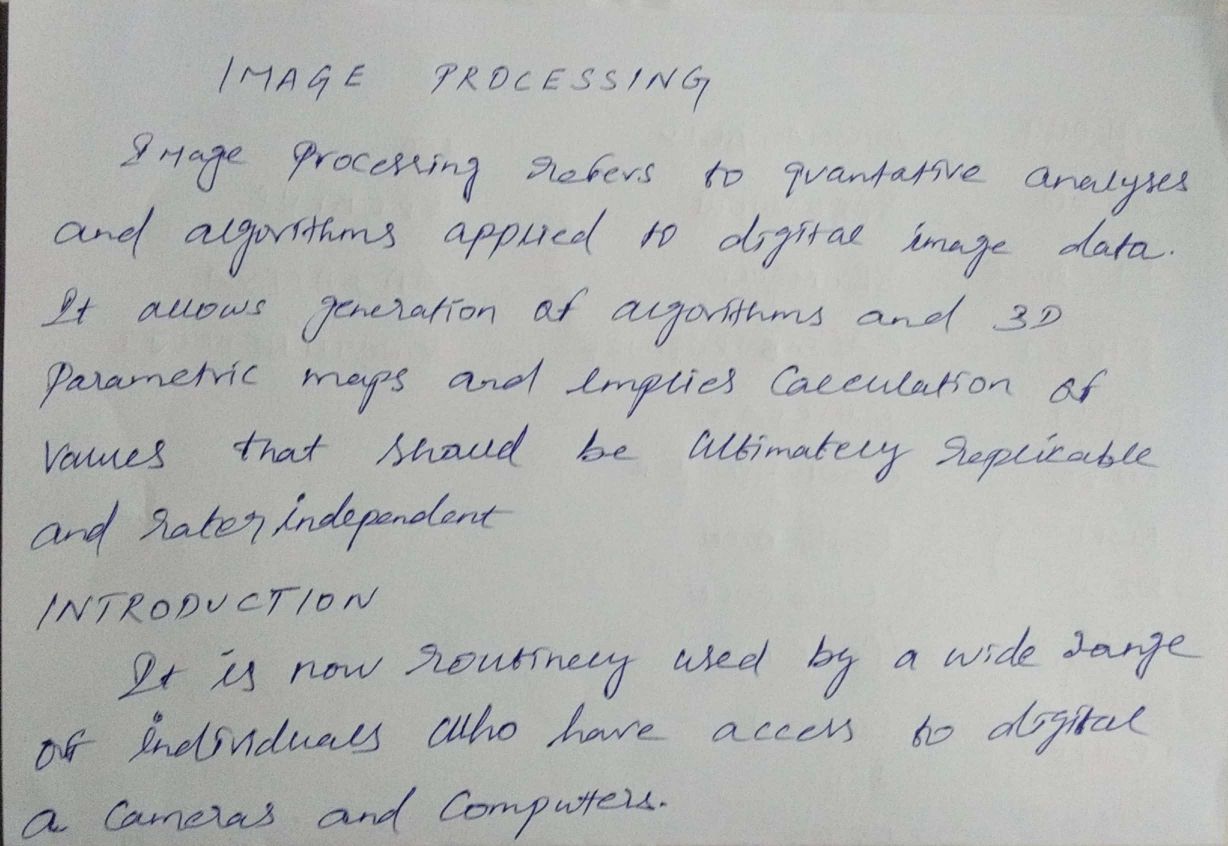 IMAGE PROCESSING
Image Processing refers to quantative analyses
and algorithms applied to digital image data.
It allows generation of algorithms and 3D
Parametric maps and implies Calculation of
Values that should be ultimately replicable
and rater independent
INTRODUCTION
It is now routinely used by a wide range
of individuals who have access to digital
a Cameras and Computers.